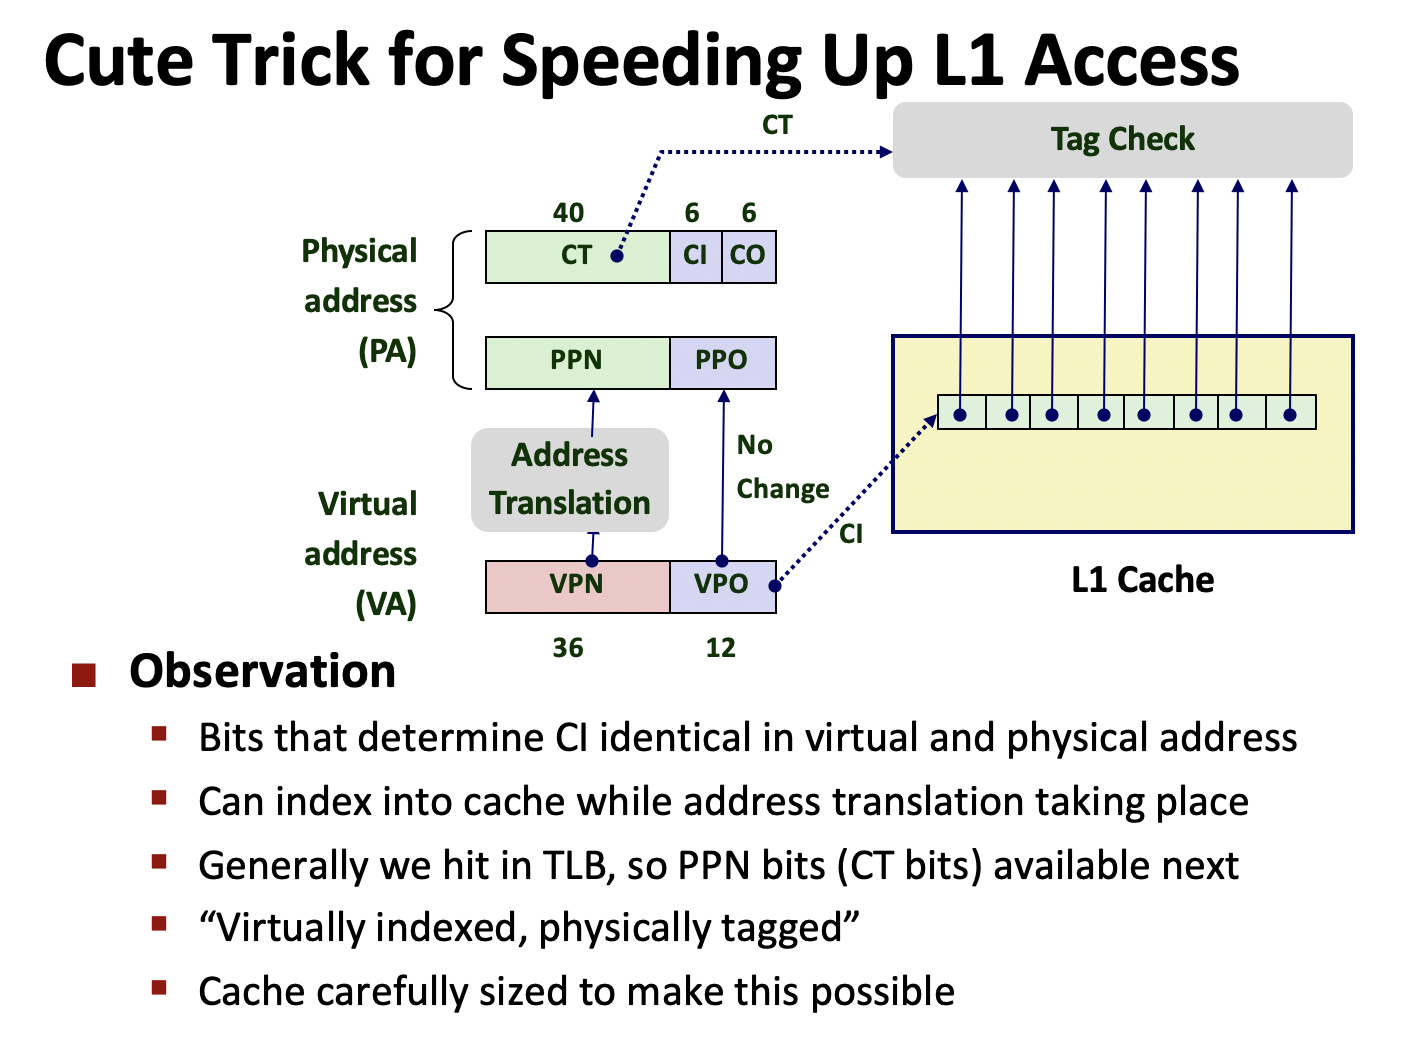 Cute Trick for Speeding Up L1 Access
CT
Tag Check
40
6
6
Physical
address
(PA)
CT
CI
CO
PPN
PPO
Address
Translation
No
Change
CI
Virtual
address
(VA)
VPN
VPO
L1 Cache
36
12
Observation
Bits that determine CI identical in virtual and physical address
Can index into cache while address translation taking place
Generally we hit in TLB, so PPN bits (CT bits) available next
“Virtually indexed, physically tagged”
Cache carefully sized to make this possible